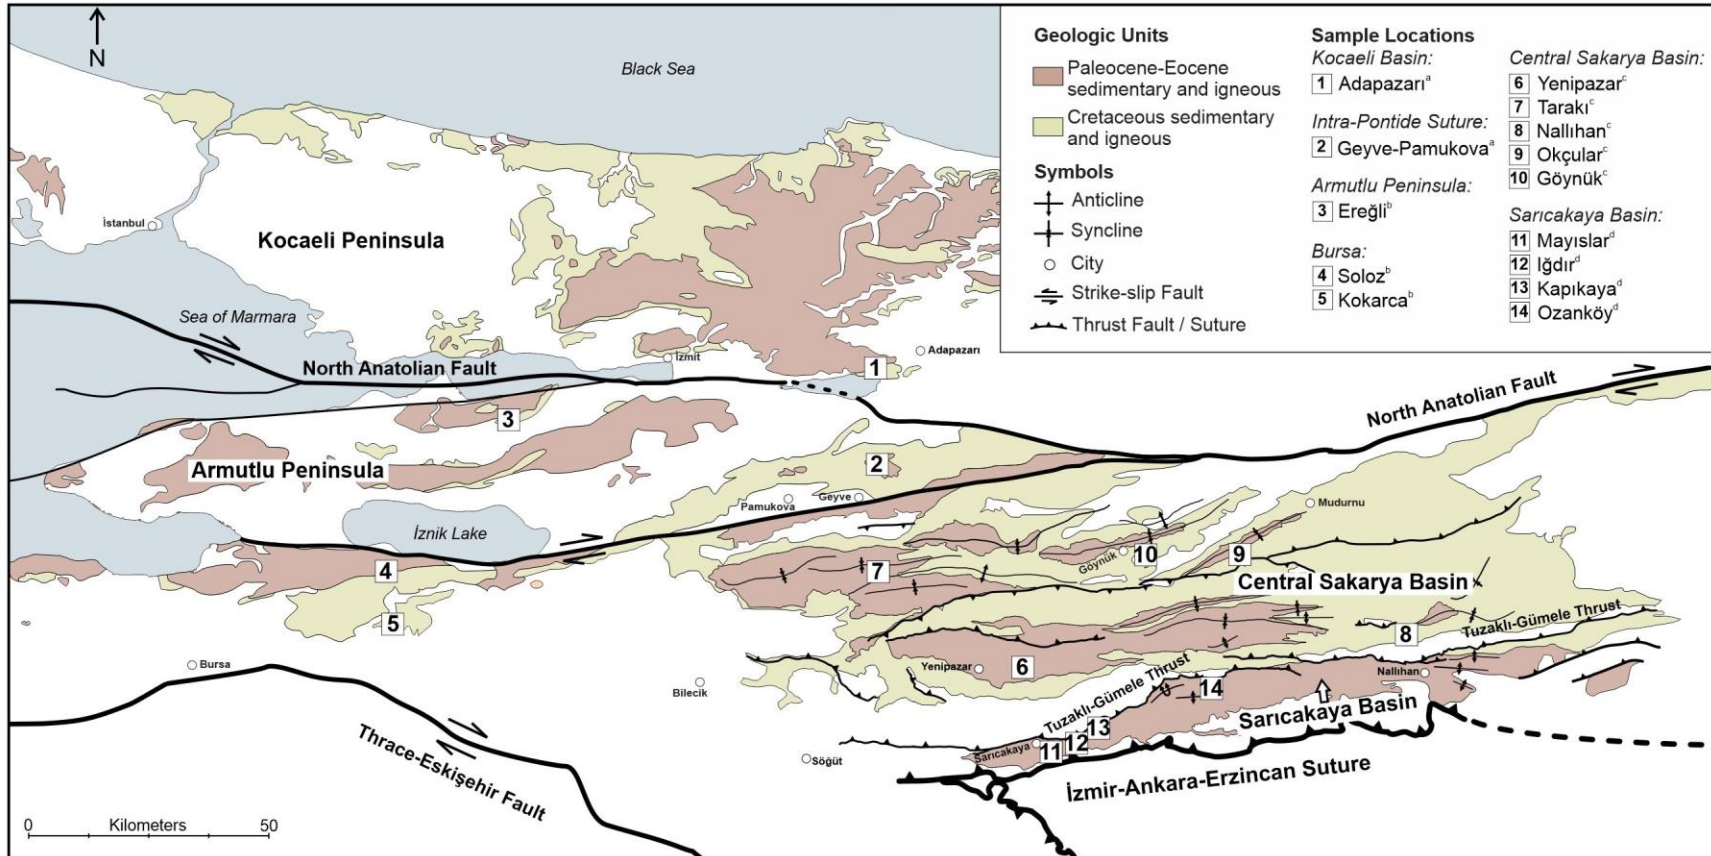 N
Black Sea
İstanbul
Kocaeli Peninsula
Sea of Marmara
North Anatolian Fault
İzmit
Adapazarı
1
3
Armutlu Peninsula
2
Pamukova
Geyve
İznik Lake
4
5
7
Göynük
10
9
Mudurnu
North Anatolian Fault
Central Sakarya Basin
8
Tuzaklı-Gümele Thrust
Bursa
Bilecik
Yenipazar
6
Tuzaklı-Gümele Thrust
14
Nallıhan
Sarıcakaya Basin
13
12
11
Sarıcakaya
Söğüt
İzmir-Ankara-Erzincan Suture
Thrace-Eskişehir Fault
0 Kilometers 50
Geologic Units
Paleocene-Eocene
sedimentary and igneous
Cretaceous sedimentary
and igneous
Symbols
Anticline
Syncline
City
Strike-slip Fault
Thrust Fault / Suture
Sample Locations
Kocaeli Basin:
1 Adapazarıᵃ
Intra-Pontide Suture:
2 Geyve-Pamukovaᵃ
Armutlu Peninsula:
3 Ereğliᵇ
Bursa:
4 Solozᵇ
5 Kokarcaᵇ
Central Sakarya Basin:
6 Yenipazarᶜ
7 Tarakıᶜ
8 Nallıhanᶜ
9 Okçularᶜ
10 Göynükᶜ
Sarıcakaya Basin:
11 Mayıslarᵈ
12 Iğdırᵈ
13 Kapıkayaᵈ
14 Ozanköyᵈ